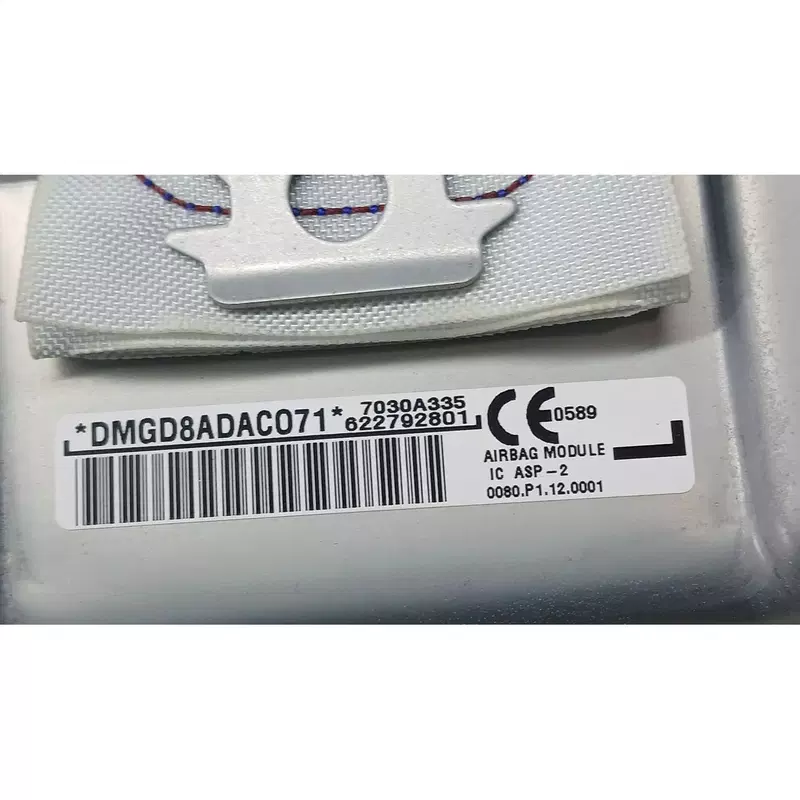 *DMGD8ADAC071*
7030A335
622792801
CE 0589
AIRBAG MODULE
IC ASP-2
0080.P1.12.0001